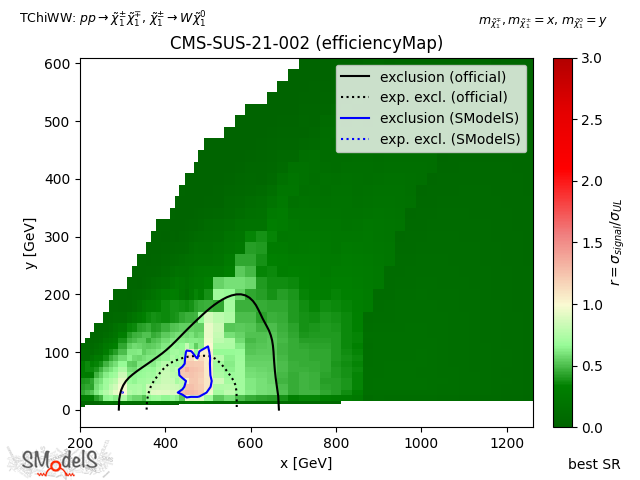 TChiWW: pp → χ̃₁^± χ̃₁^∓, χ̃₁^± → Wχ̃₁^0
m_χ̃₁^∓, m_χ̃₁^± = x, m_χ̃₁^0 = y
CMS-SUS-21-002 (efficiencyMap)
exclusion (official)
exp. excl. (official)
exclusion (SModelS)
exp. excl. (SModelS)
600
500
400
300
200
100
0
y [GeV]
200 400 600 800 1000 1200
x [GeV]
3.0
2.5
2.0
1.5
1.0
0.5
0.0
r = σ_signal/σ_UL
best SR
SModelS